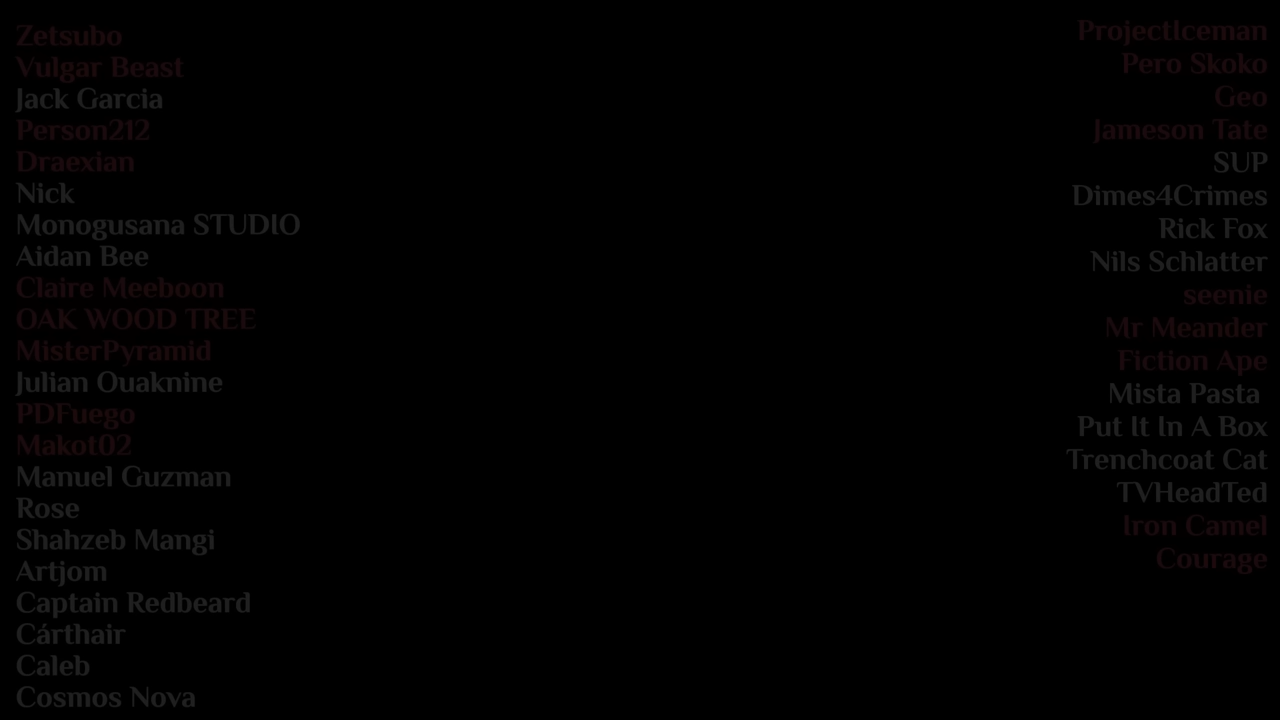 Zetsubo
Vulgar Beast
Jack Garcia
Person212
Draexian
Nick
Monogusana STUDIO
Aidan Bee
Claire Meeboon
OAK WOOD TREE
MisterPyramid
Julian Ouaknine
PDFuego
Makot02
Manuel Guzman
Rose
Shahzeb Mangi
Artjom
Captain Redbeard
Cárthair
Caleb
Cosmos Nova
ProjectIceman
Pero Skoko
Geo
Jameson Tate
SUP
Dimes4Crimes
Rick Fox
Nils Schlatter
seenie
Mr Meander
Fiction Ape
Mista Pasta
Put It In A Box
Trenchcoat Cat
TVHeadTed
Iron Camel
Courage